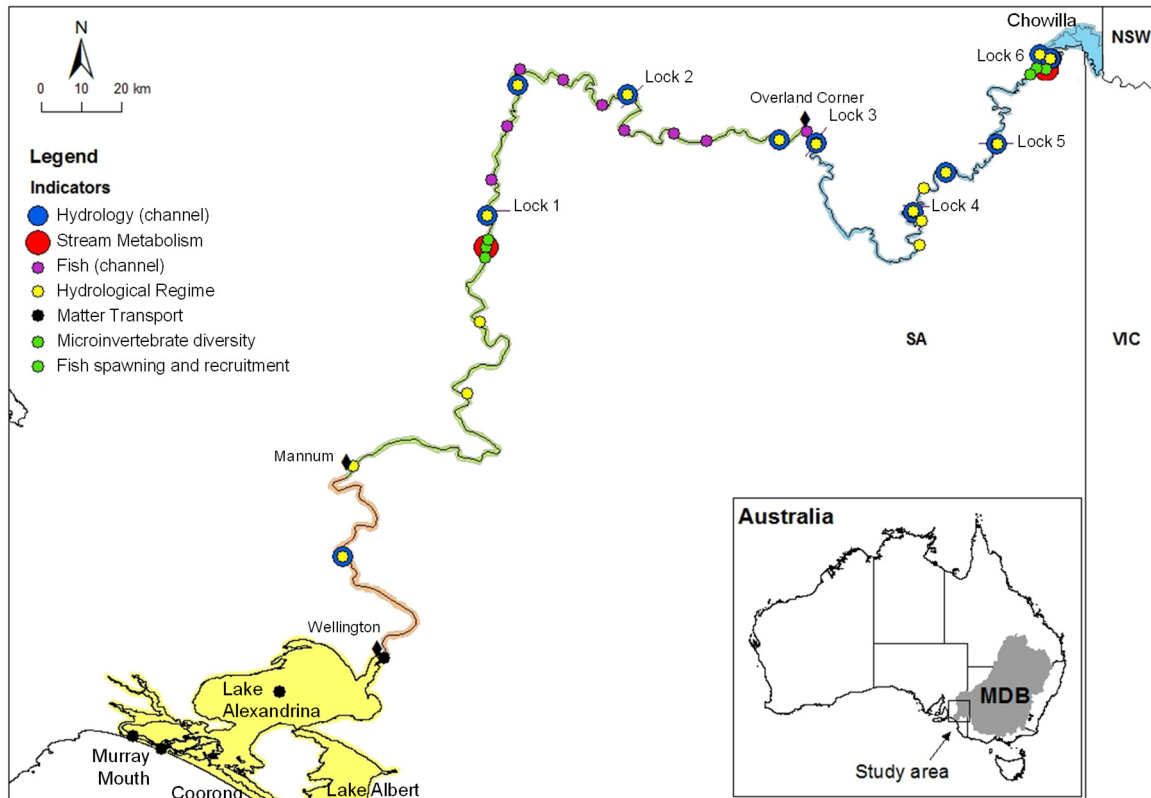 Chowilla
NSW
N
Lock 6
0 10 20 km
Lock 2
Overland Corner
Lock 3
Lock 5
Legend
Indicators
Hydrology (channel)
Stream Metabolism
Fish (channel)
Hydrological Regime
Matter Transport
Microinvertebrate diversity
Fish spawning and recruitment
Lock 1
Lock 4
SA
VIC
Mannum
Wellington
Lake
Alexandrina
Murray
Mouth
Coorong
Lake Albert
Australia
MDB
Study area